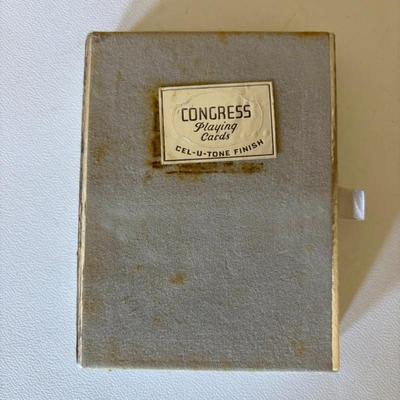 CONGRESS
Playing
Cards
CEL-U-TONE FINISH